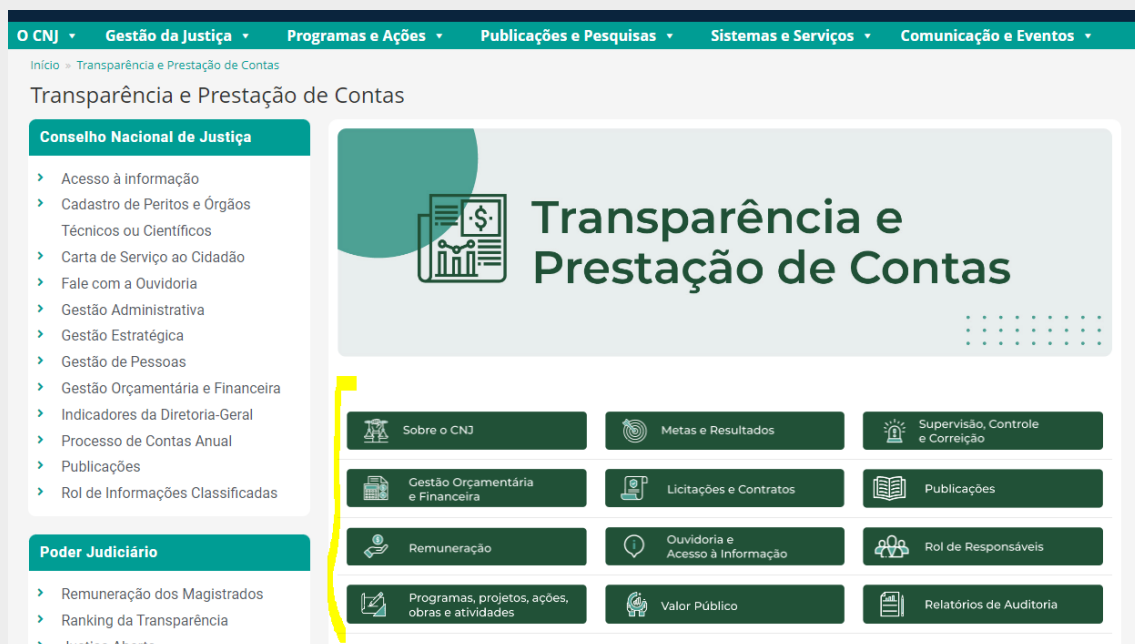 O CNJ Gestão da Justiça Programas e Ações Publicações e Pesquisas Sistemas e Serviços Comunicação e Eventos
Início » Transparência e Prestação de Contas
Transparência e Prestação de Contas
Conselho Nacional de Justiça
Acesso à informação
Cadastro de Peritos e Órgãos
Técnicos ou Científicos
Carta de Serviço ao Cidadão
Fale com a Ouvidoria
Gestão Administrativa
Gestão Estratégica
Gestão de Pessoas
Gestão Orçamentária e Financeira
Indicadores da Diretoria-Geral
Processo de Contas Anual
Publicações
Rol de Informações Classificadas
Poder Judiciário
Remuneração dos Magistrados
Ranking da Transparência
Transparência e
Prestação de Contas
Sobre o CNJ
Metas e Resultados
Supervisão, Controle
e Correição
Gestão Orçamentária
e Financeira
Licitações e Contratos
Publicações
Remuneração
Ouvidoria e
Acesso à Informação
Rol de Responsáveis
Programas, projetos, ações,
obras e atividades
Valor Público
Relatórios de Auditoria